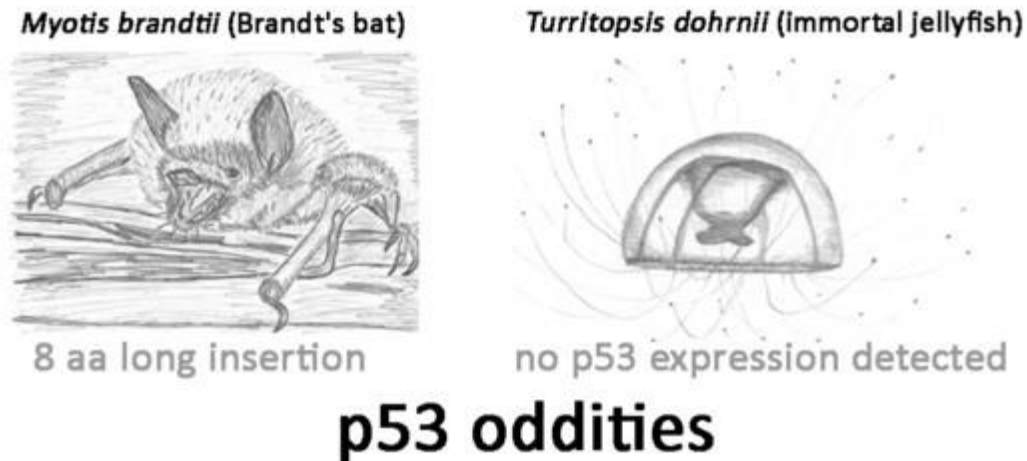 Myotis brandtii (Brandt's bat)
Turritopsis dohrnii (immortal jellyfish)
8 aa long insertion
no p53 expression detected
p53 oddities